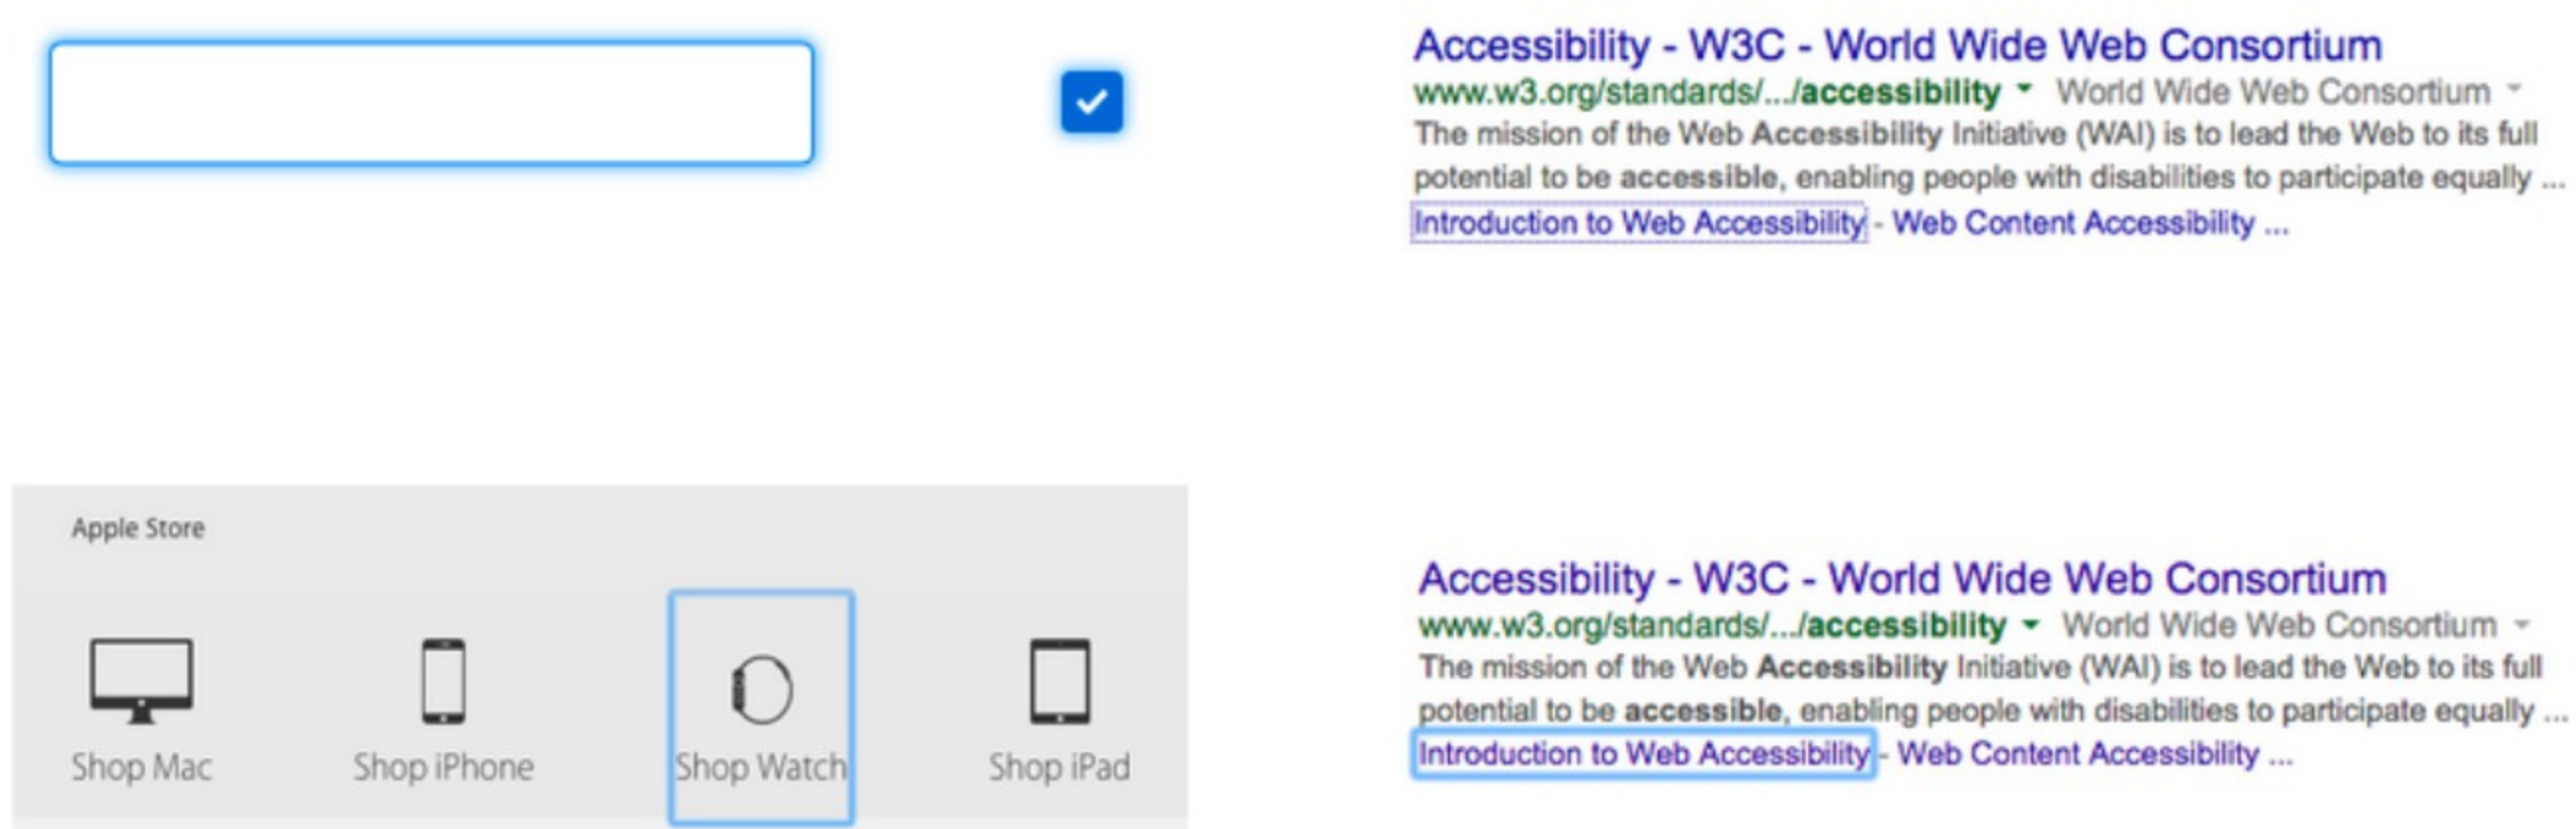 Accessibility - W3C - World Wide Web Consortium
www.w3.org/standards/.../accessibility World Wide Web Consortium
The mission of the Web Accessibility Initiative (WAI) is to lead the Web to its full
potential to be accessible, enabling people with disabilities to participate equally ...
Introduction to Web Accessibility - Web Content Accessibility ...
Apple Store
Shop Mac
Shop iPhone
Shop Watch
Shop iPad
Accessibility - W3C - World Wide Web Consortium
www.w3.org/standards/.../accessibility World Wide Web Consortium
The mission of the Web Accessibility Initiative (WAI) is to lead the Web to its full
potential to be accessible, enabling people with disabilities to participate equally ...
Introduction to Web Accessibility - Web Content Accessibility ...